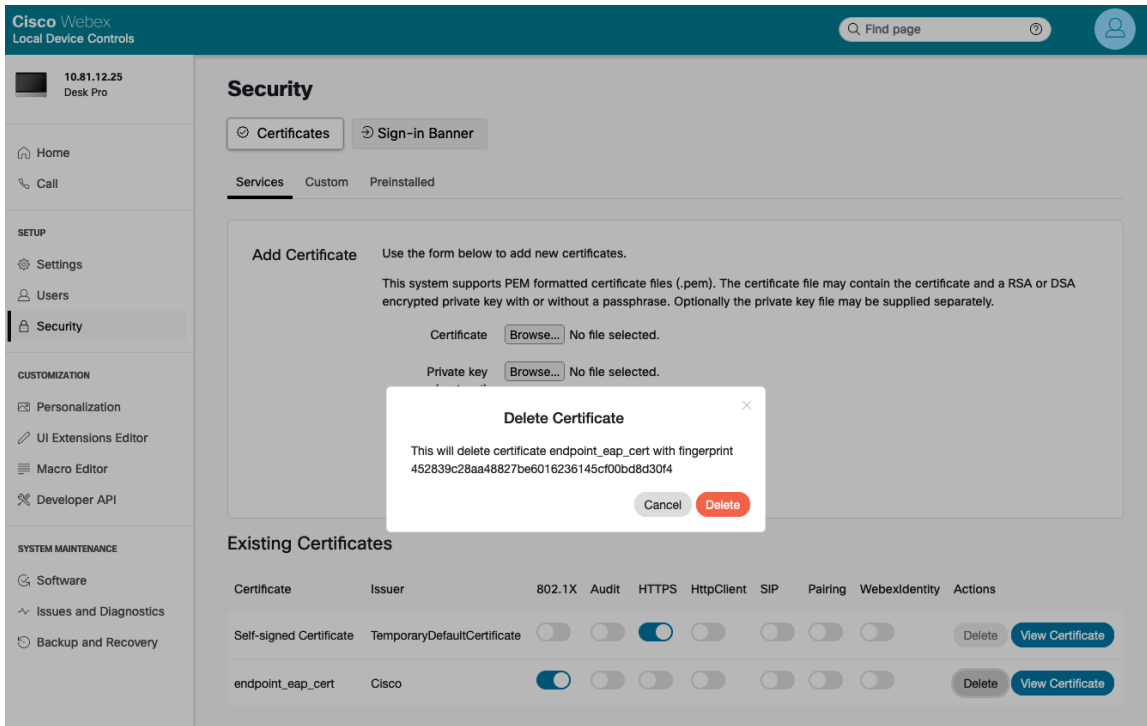 Cisco Webex
Local Device Controls
Find page
10.81.12.25
Desk Pro
Home
Call
SETUP
Settings
Users
Security
CUSTOMIZATION
Personalization
UI Extensions Editor
Macro Editor
Developer API
SYSTEM MAINTENANCE
Software
Issues and Diagnostics
Backup and Recovery
Security
Certificates Sign-in Banner
Services Custom Preinstalled
Add Certificate
Use the form below to add new certificates.
This system supports PEM formatted certificate files (.pem). The certificate file may contain the certificate and a RSA or DSA
encrypted private key with or without a passphrase. Optionally the private key file may be supplied separately.
Certificate Browse... No file selected.
Private key Browse... No file selected.
Delete Certificate
This will delete certificate endpoint_eap_cert with fingerprint
452839c28aa48827be6016236145cf00bd8d30f4
Cancel Delete
Existing Certificates
Certificate Issuer 802.1X Audit HTTPS HttpClient SIP Pairing WebexIdentity Actions
Self-signed Certificate TemporaryDefaultCertificate Delete View Certificate
endpoint_eap_cert Cisco Delete View Certificate